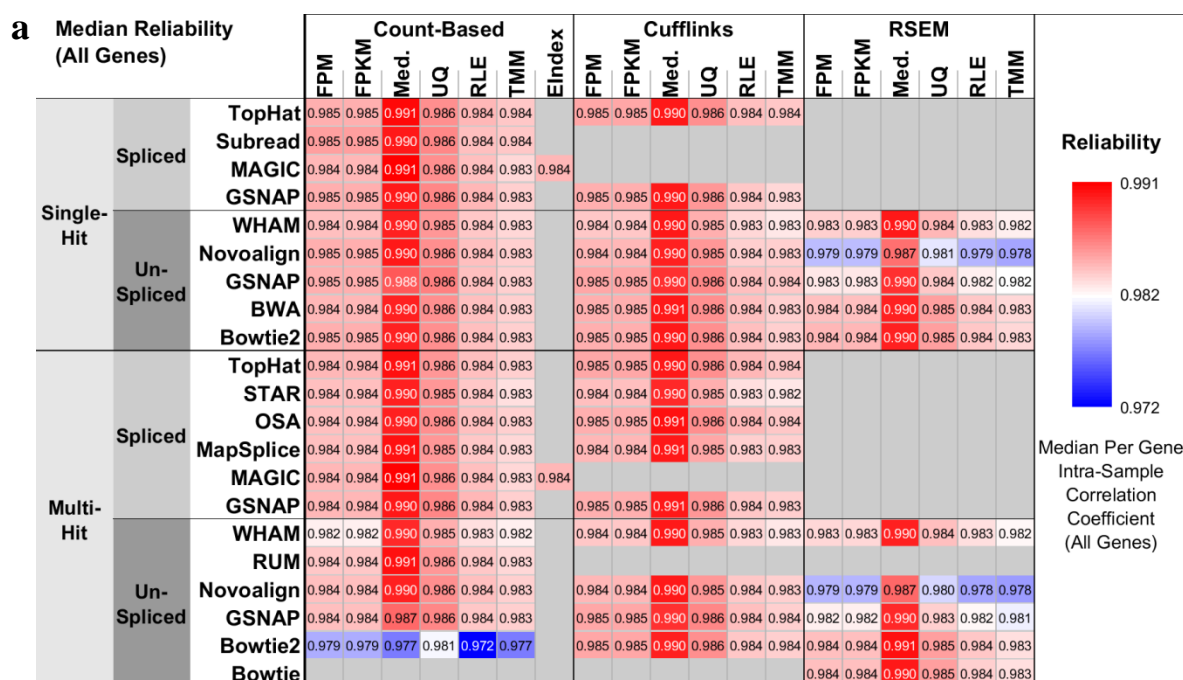 a
Median Reliability
(All Genes)
Count-Based Cufflinks RSEM
FPM FPKM Med. UQ RLE TMM EIndex FPM FPKM Med. UQ RLE TMM FPM FPKM Med. UQ RLE TMM
Single-Hit
Spliced
TopHat 0.985 0.985 0.991 0.986 0.984 0.984 0.985 0.985 0.990 0.986 0.984 0.984
Subread 0.985 0.985 0.990 0.986 0.984 0.984
MAGIC 0.984 0.984 0.991 0.986 0.984 0.983 0.984
GSNAP 0.985 0.985 0.990 0.986 0.984 0.983 0.985 0.985 0.990 0.986 0.984 0.983
Un-Spliced
WHAM 0.984 0.984 0.990 0.985 0.984 0.983 0.984 0.984 0.990 0.985 0.983 0.983 0.983 0.983 0.990 0.984 0.983 0.982
Novoalign 0.985 0.985 0.990 0.986 0.984 0.983 0.984 0.984 0.990 0.985 0.984 0.983 0.979 0.979 0.987 0.981 0.979 0.978
GSNAP 0.985 0.985 0.988 0.986 0.984 0.983 0.985 0.985 0.990 0.986 0.984 0.984 0.983 0.983 0.990 0.984 0.982 0.982
BWA 0.984 0.984 0.990 0.986 0.984 0.983 0.984 0.984 0.991 0.986 0.984 0.983 0.984 0.984 0.990 0.985 0.984 0.983
Bowtie2 0.985 0.985 0.990 0.986 0.984 0.983 0.985 0.985 0.990 0.986 0.984 0.983 0.984 0.984 0.990 0.985 0.984 0.983
Multi-Hit
Spliced
TopHat 0.984 0.984 0.991 0.986 0.984 0.983 0.985 0.985 0.990 0.986 0.984 0.984
STAR 0.984 0.984 0.990 0.985 0.984 0.983 0.984 0.984 0.990 0.985 0.983 0.982
OSA 0.984 0.984 0.990 0.986 0.984 0.983 0.985 0.985 0.991 0.986 0.984 0.984
MapSplice 0.984 0.984 0.991 0.985 0.984 0.983 0.984 0.984 0.991 0.985 0.983 0.983
MAGIC 0.984 0.984 0.991 0.986 0.984 0.983 0.984
GSNAP 0.984 0.984 0.990 0.986 0.984 0.983 0.985 0.985 0.991 0.986 0.984 0.983
Un-Spliced
WHAM 0.982 0.982 0.990 0.985 0.983 0.982 0.984 0.984 0.990 0.985 0.983 0.983 0.983 0.983 0.990 0.984 0.983 0.982
RUM 0.984 0.984 0.991 0.986 0.984 0.983
Novoalign 0.984 0.984 0.990 0.986 0.984 0.983 0.984 0.984 0.990 0.985 0.984 0.983 0.979 0.979 0.987 0.980 0.978 0.978
GSNAP 0.984 0.984 0.987 0.986 0.984 0.983 0.985 0.985 0.990 0.986 0.984 0.983 0.982 0.982 0.990 0.983 0.982 0.981
Bowtie2 0.979 0.979 0.977 0.981 0.972 0.977 0.985 0.985 0.990 0.986 0.984 0.984 0.984 0.984 0.991 0.985 0.984 0.983
Bowtie 0.984 0.984 0.990 0.985 0.984 0.983
Reliability
0.991
0.982
0.972
Median Per Gene
Intra-Sample
Correlation
Coefficient
(All Genes)